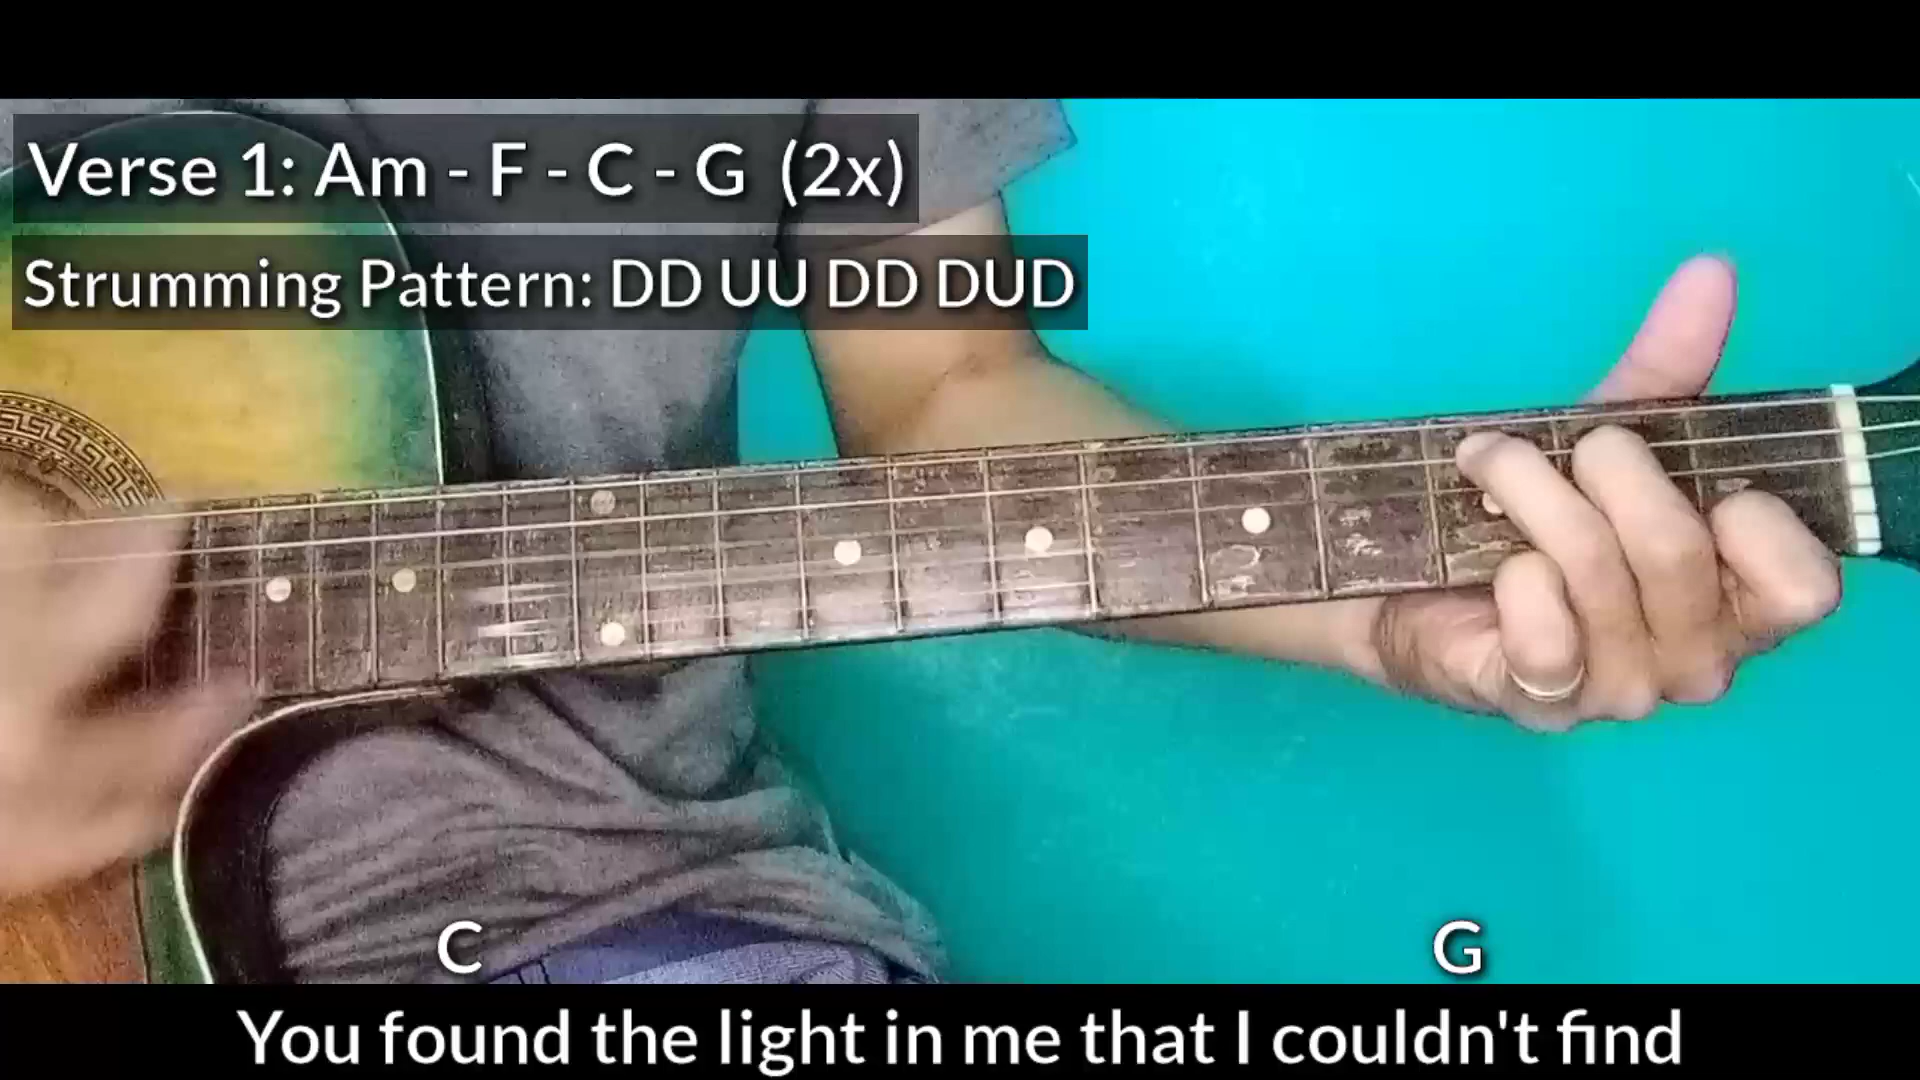 Verse 1: Am - F - C - G (2x)
Strumming Pattern: DD UU DD DUD
C G
You found the light in me that I couldn't find